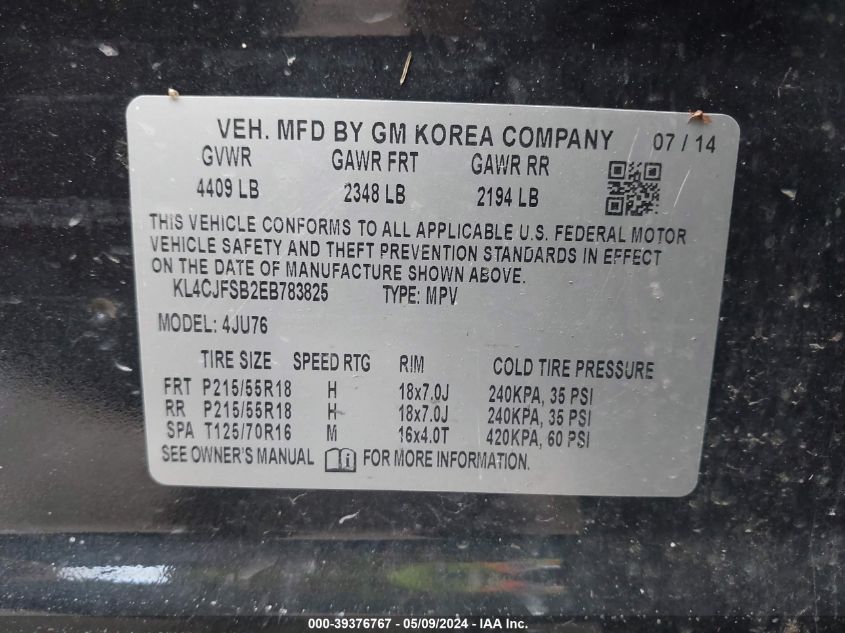 VEH. MFD BY GM KOREA COMPANY 07 / 14
GVWR GAWR FRT GAWR RR
4409 LB 2348 LB 2194 LB
THIS VEHICLE CONFORMS TO ALL APPLICABLE U.S. FEDERAL MOTOR
VEHICLE SAFETY AND THEFT PREVENTION STANDARDS IN EFFECT
ON THE DATE OF MANUFACTURE SHOWN ABOVE.
KL4CJFSB2EB783825 TYPE: MPV
MODEL: 4JU76
TIRE SIZE SPEED RTG RIM COLD TIRE PRESSURE
FRT P215/55R18 H 18x7.0J 240KPA, 35 PSI
RR P215/55R18 H 18x7.0J 240KPA, 35 PSI
SPA T125/70R16 M 16x4.0T 420KPA, 60 PSI
SEE OWNER'S MANUAL FOR MORE INFORMATION.
000-39376767 - 05/09/2024 - IAA Inc.